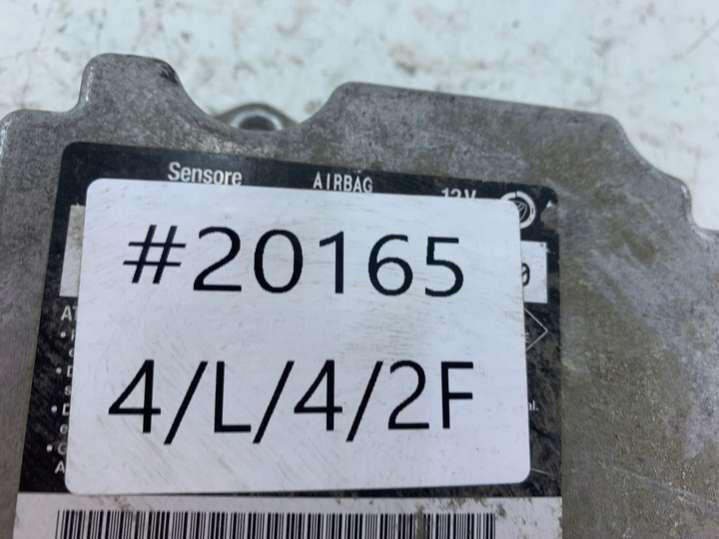 Sensore AIRBAG 12V
#20165
4/L/4/2F